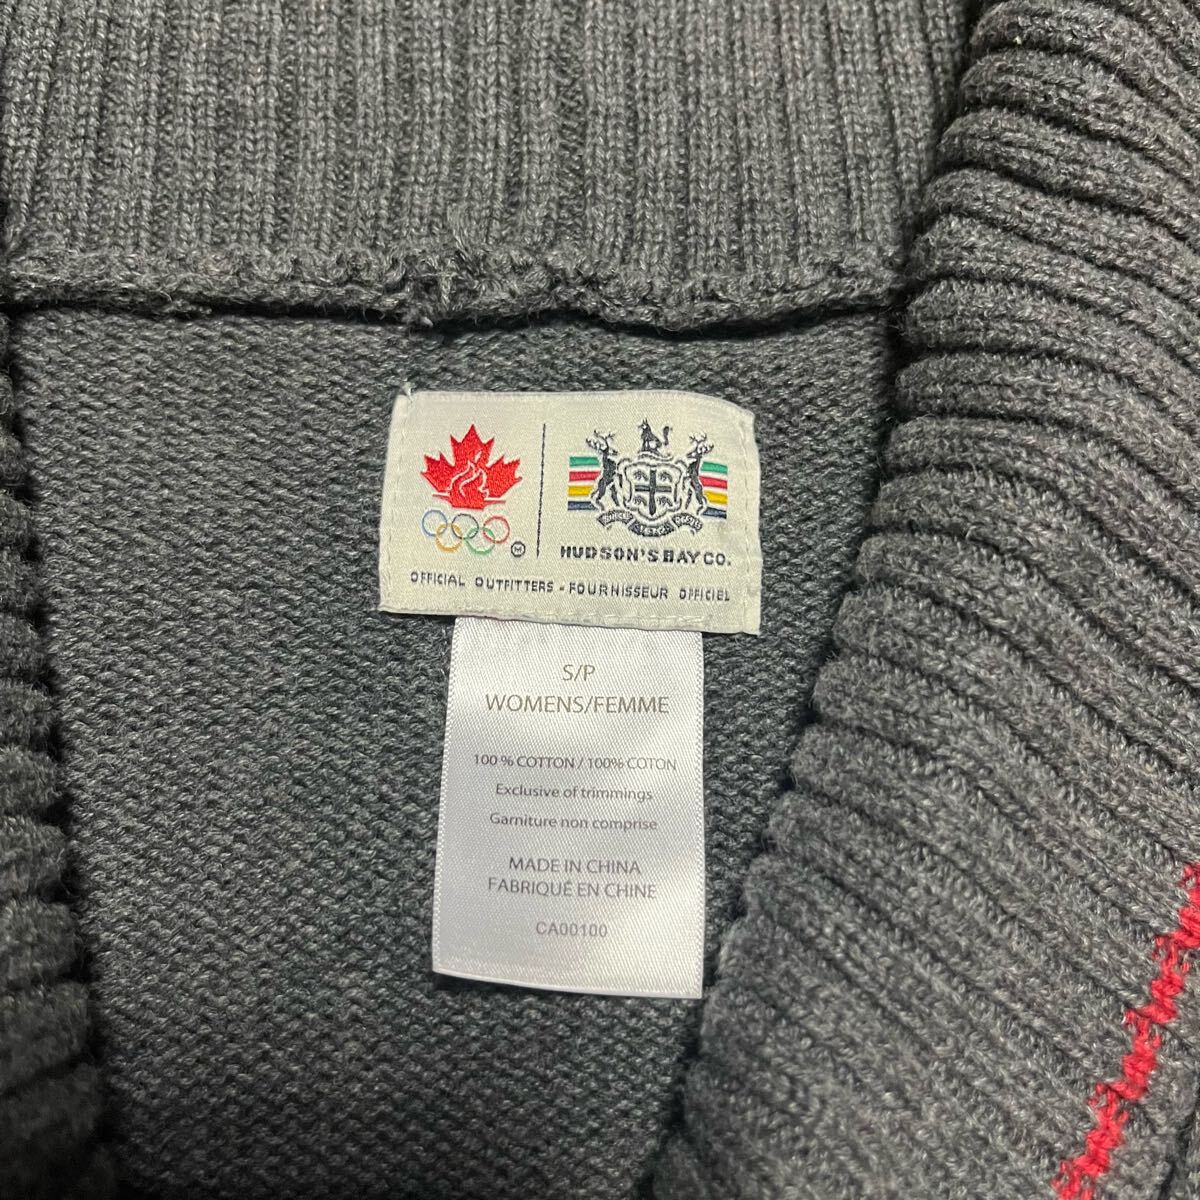 HUDSON'S BAY CO.
OFFICIAL OUTFITTERS - FOURNISSEUR OFFICIEL
S/P
WOMENS/FEMME
100 % COTTON / 100% COTON
Exclusive of trimmings
Garniture non comprise
MADE IN CHINA
FABRIQUÉ EN CHINE
CA00100